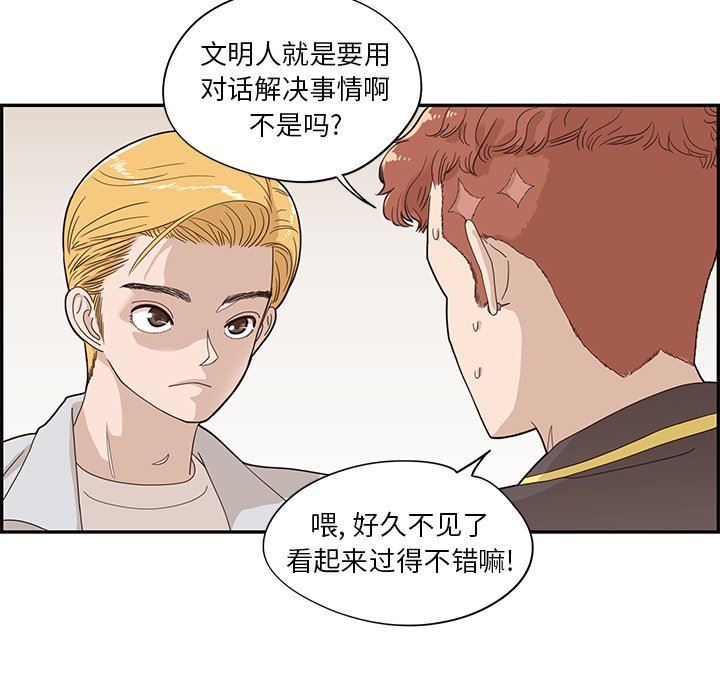 文明人就是要用
对话解决事情啊
不是吗?
喂, 好久不见了
看起来过得不错嘛!